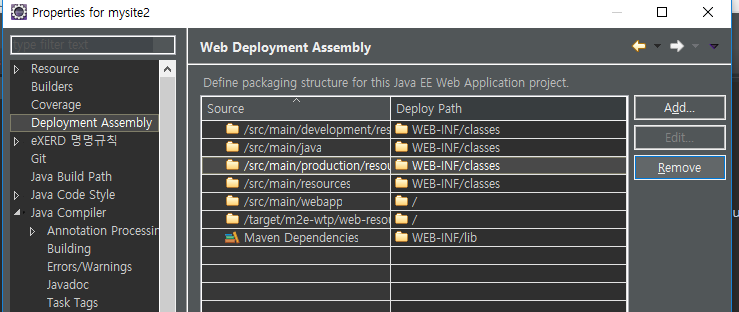 Properties for mysite2
type filter text
Resource
Builders
Coverage
Deployment Assembly
eXERD 명명규칙
Git
Java Build Path
Java Code Style
Java Compiler
Annotation Processin
Building
Errors/Warnings
Javadoc
Task Tags
Web Deployment Assembly
Define packaging structure for this Java EE Web Application project.
Source Deploy Path
/src/main/development/res WEB-INF/classes
/src/main/java WEB-INF/classes
/src/main/production/resou WEB-INF/classes
/src/main/resources WEB-INF/classes
/src/main/webapp /
/target/m2e-wtp/web-resou /
Maven Dependencies WEB-INF/lib
Add...
Edit...
Remove